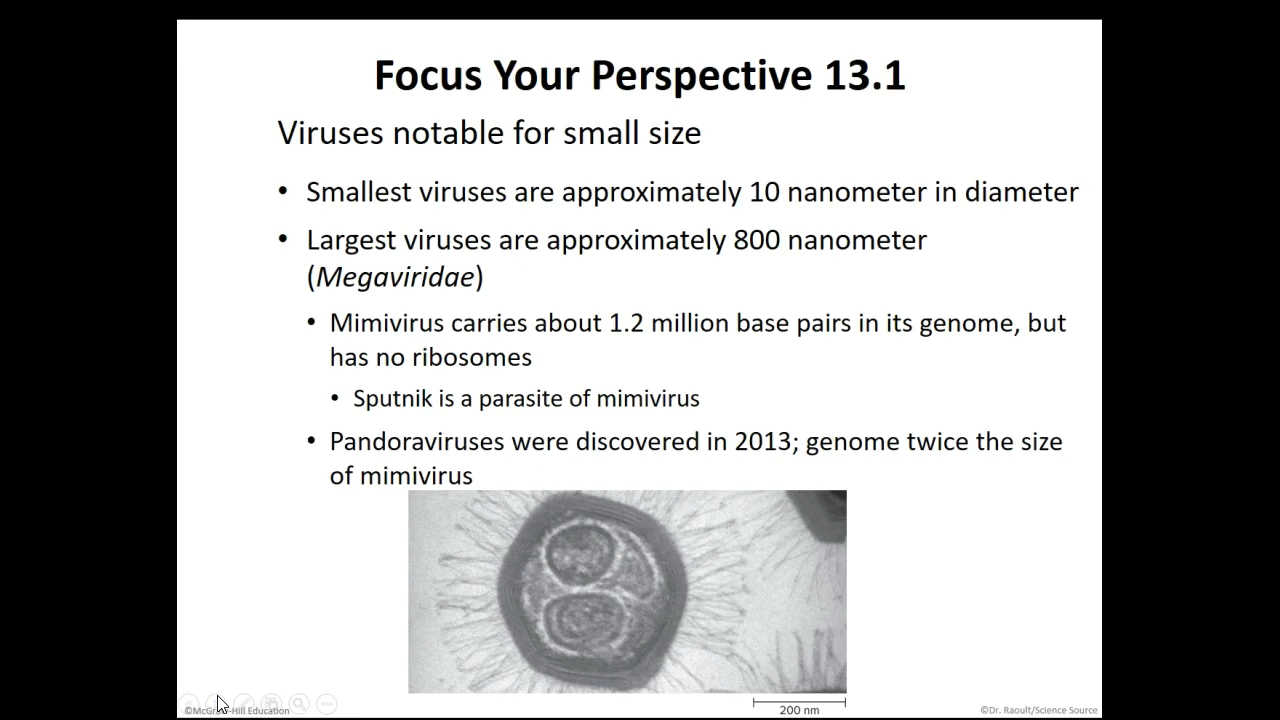 Focus Your Perspective 13.1
Viruses notable for small size
• Smallest viruses are approximately 10 nanometer in diameter
• Largest viruses are approximately 800 nanometer
(Megaviridae)
• Mimivirus carries about 1.2 million base pairs in its genome, but
has no ribosomes
• Sputnik is a parasite of mimivirus
• Pandoraviruses were discovered in 2013; genome twice the size
of mimivirus
200 nm
©McGraw-Hill Education
©Dr. Raoult/Science Source